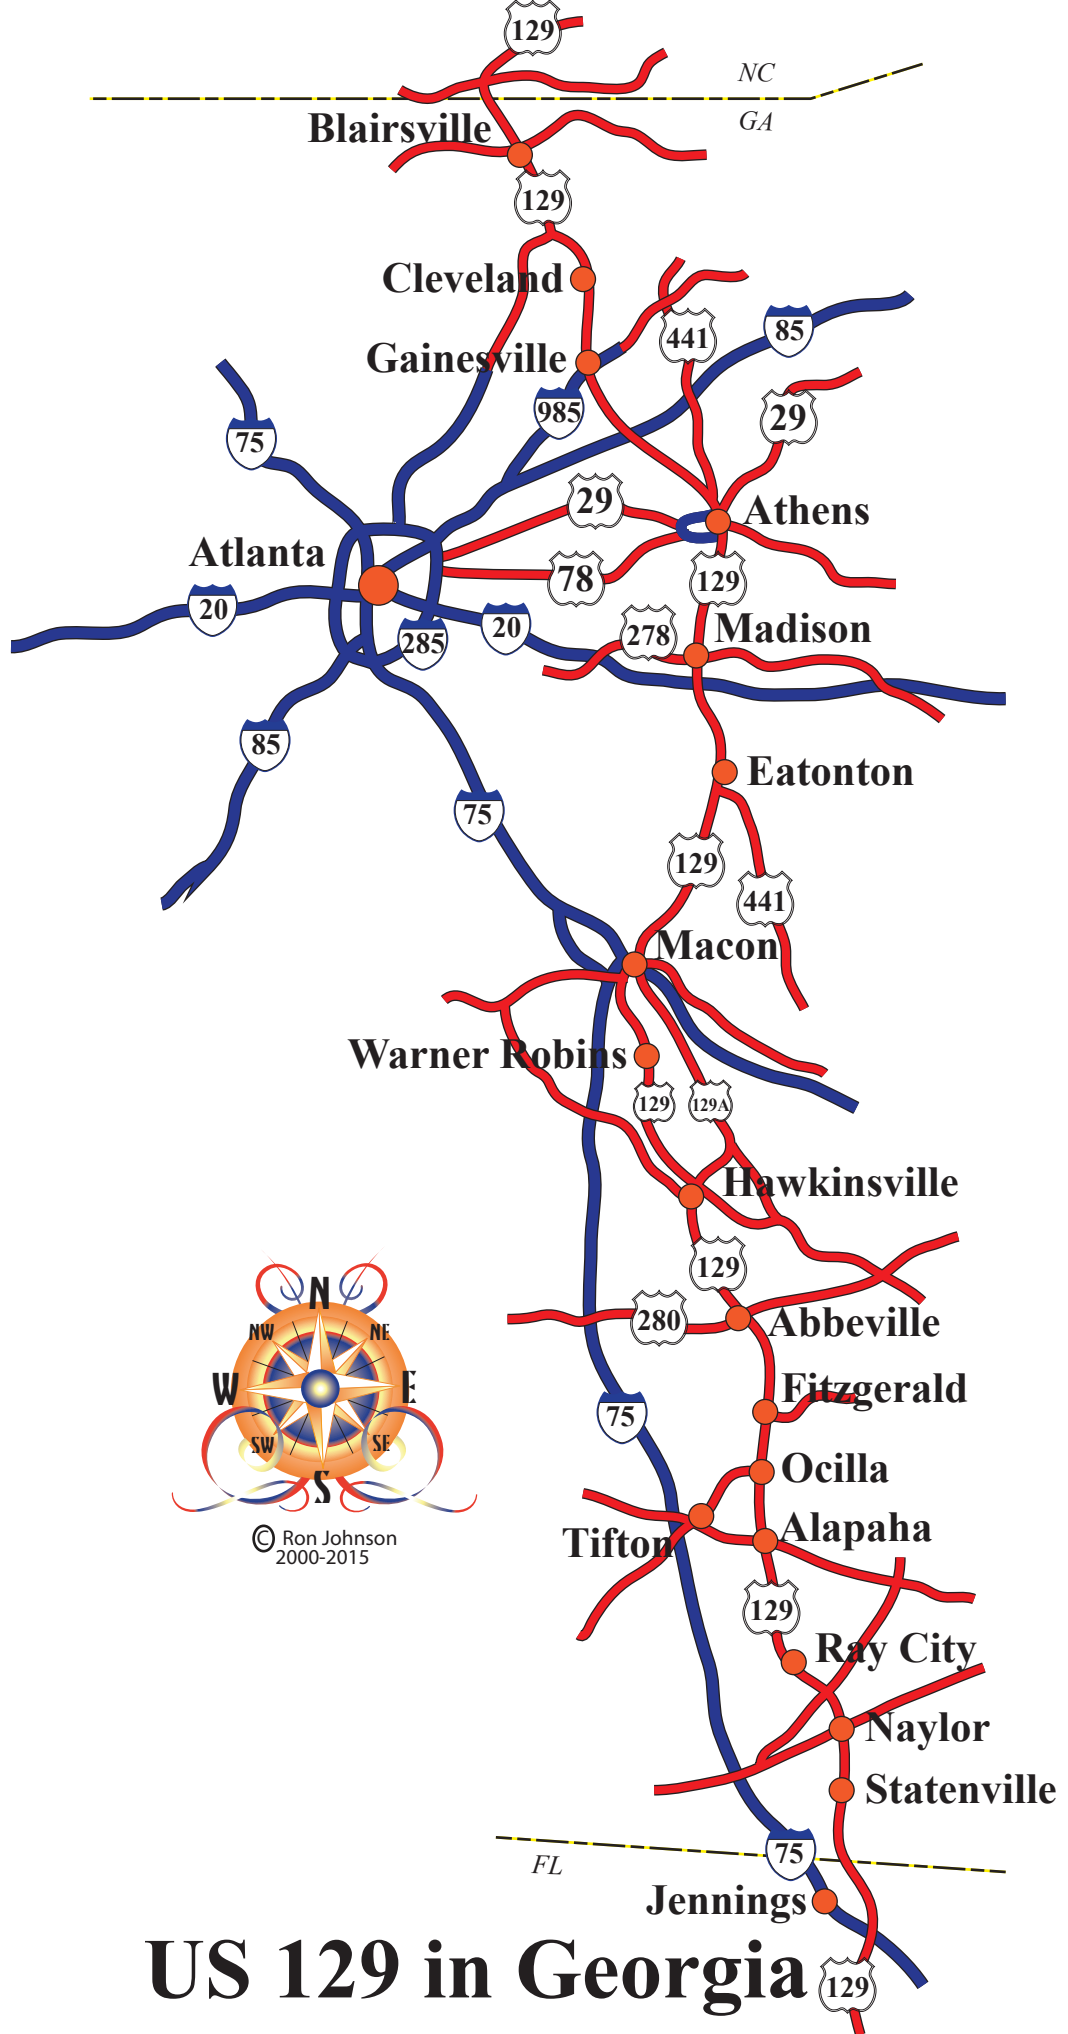 129
NC
GA
Blairsville
129
Cleveland
441
85
Gainesville
985
29
75
29
Athens
Atlanta
78
129
20
20
278
Madison
285
85
Eatonton
75
129
441
Macon
Warner Robins
129
129A
Hawkinsville
129
280
Abbeville
N
NW
NE
W
E
SW
SE
S
Fitzgerald
75
Ocilla
© Ron Johnson
2000-2015
Tifton
Alapaha
129
Ray City
Naylor
Statenville
75
FL
Jennings
US 129 in Georgia
129